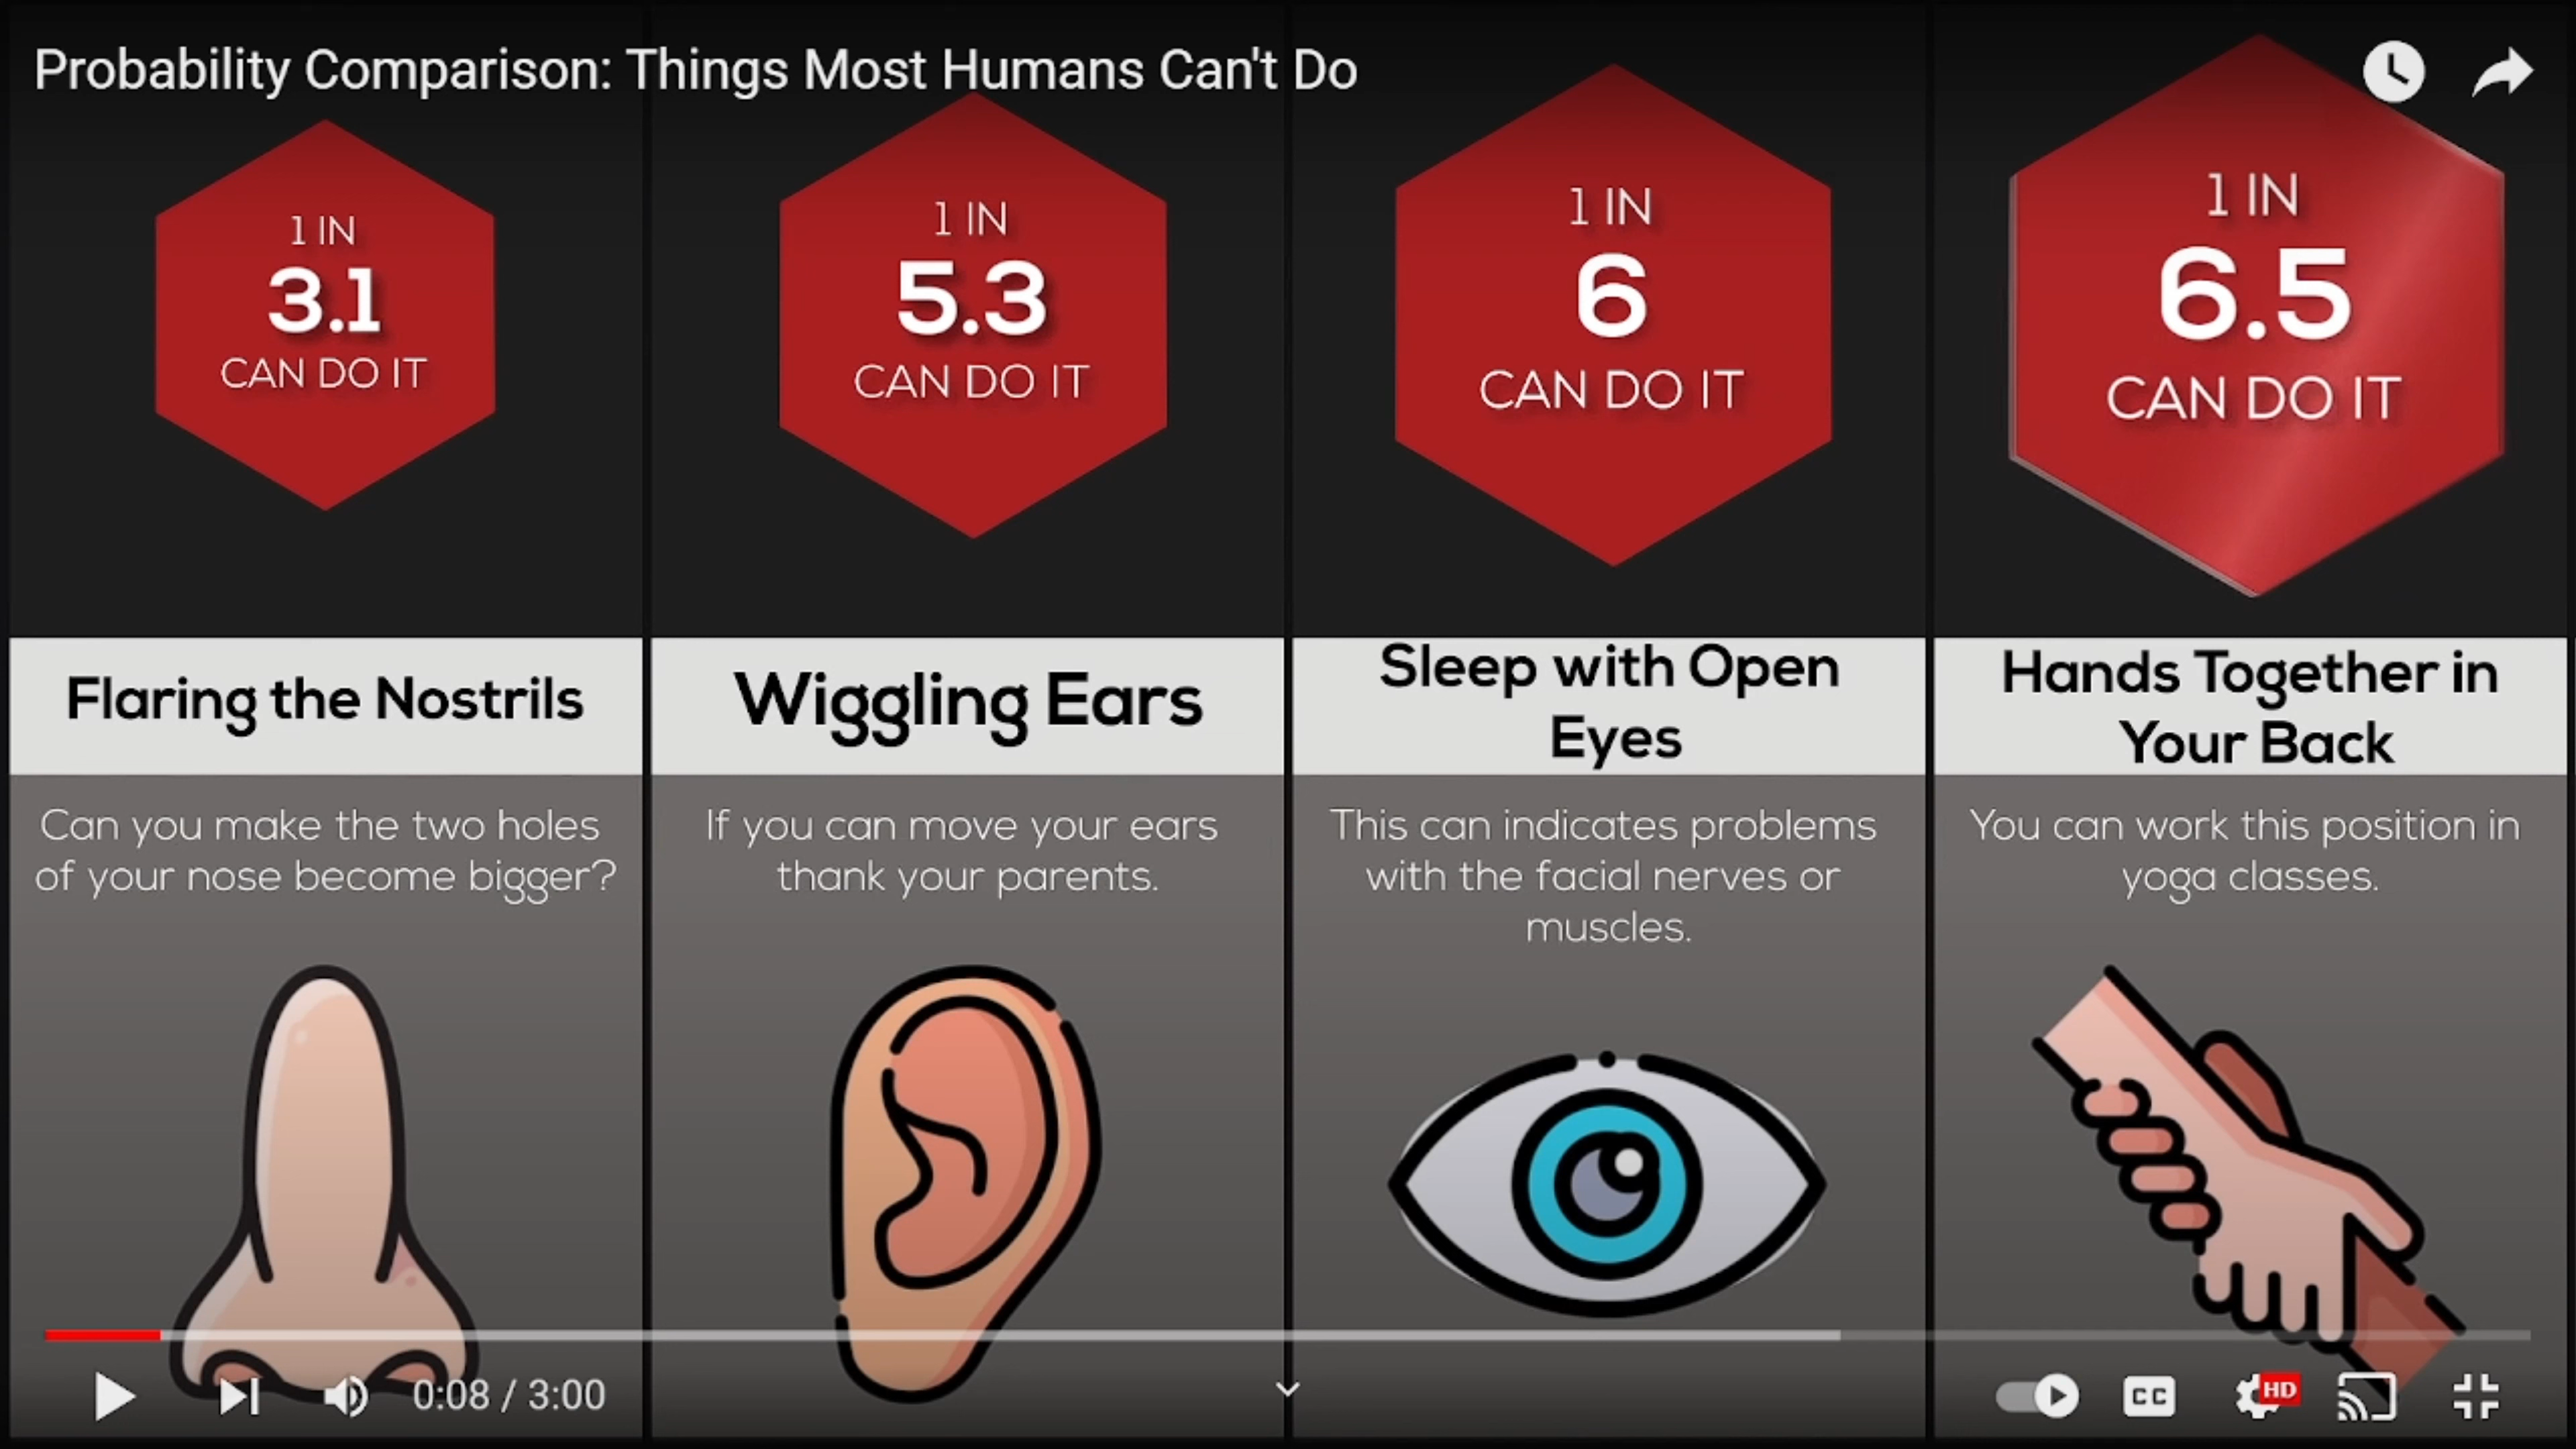 Probability Comparison: Things Most Humans Can't Do
1 IN
3.1
CAN DO IT
Flaring the Nostrils
Can you make the two holes
of your nose become bigger?
1 IN
5.3
CAN DO IT
Wiggling Ears
If you can move your ears
thank your parents.
1 IN
6
CAN DO IT
Sleep with Open
Eyes
This can indicates problems
with the facial nerves or
muscles.
1 IN
6.5
CAN DO IT
Hands Together in
Your Back
You can work this position in
yoga classes.
0:08 / 3:00
CC
HD